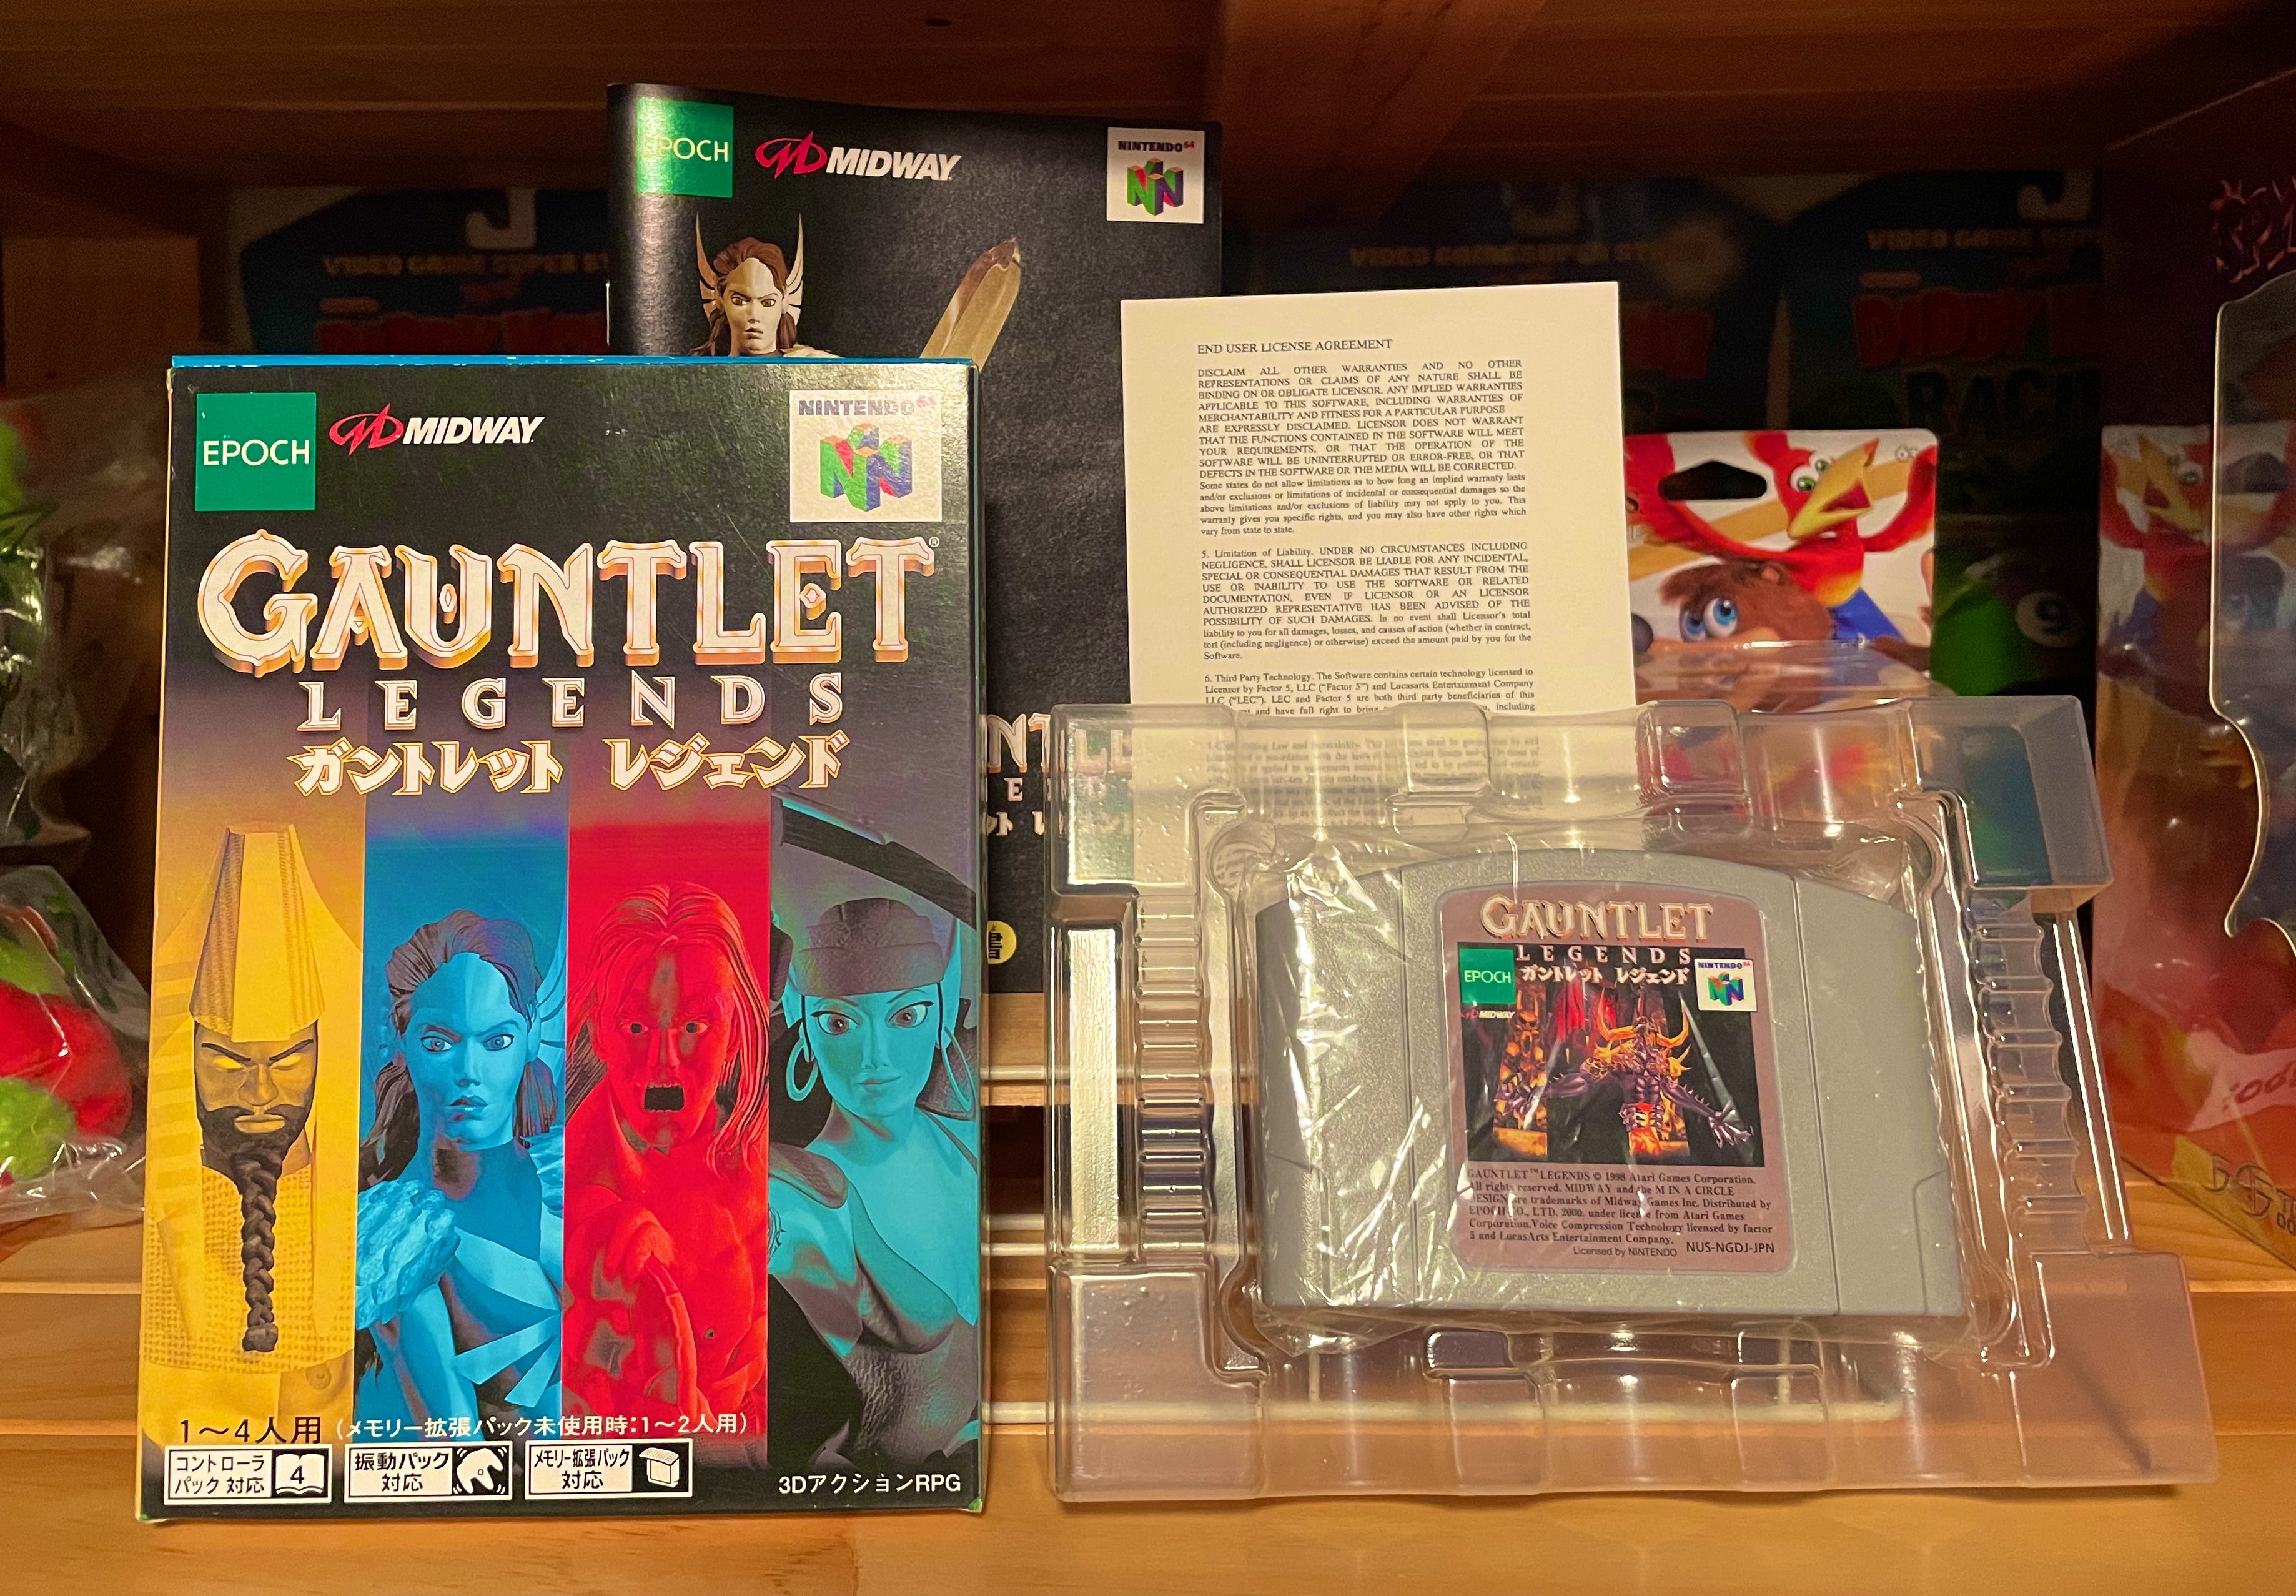 EPOCH
MIDWAY
NINTENDO64
EPOCH
MIDWAY
NINTENDO64
GAUNTLET®
LEGENDS
ガントレット レジェンド
1〜4人用(メモリー拡張パック未使用時:1〜2人用)
コントローラ
パック 対応
4
振動パック
対応
メモリー拡張パック
対応
3DアクションRPG
END USER LICENSE AGREEMENT
DISCLAIM ALL OTHER WARRANTIES AND NO OTHER
REPRESENTATIONS OR CLAIMS OF ANY NATURE SHALL BE
BINDING ON OR OBLIGATE LICENSOR. ANY IMPLIED WARRANTIES
APPLICABLE TO THIS SOFTWARE, INCLUDING WARRANTIES OF
MERCHANTABILITY AND FITNESS FOR A PARTICULAR PURPOSE
ARE EXPRESSLY DISCLAIMED. LICENSOR DOES NOT WARRANT
THAT THE FUNCTIONS CONTAINED IN THE SOFTWARE WILL MEET
YOUR REQUIREMENTS, OR THAT THE OPERATION OF THE
SOFTWARE WILL BE UNINTERRUPTED OR ERROR-FREE, OR THAT
DEFECTS IN THE SOFTWARE OR THE MEDIA WILL BE CORRECTED.
Some states do not allow limitations as to how long an implied warranty lasts
and/or exclusions or limitations of incidental or consequential damages so the
above limitations and/or exclusions of liability may not apply to you. This
warranty gives you specific rights, and you may also have other rights which
vary from state to state.
5. Limitation of Liability. UNDER NO CIRCUMSTANCES INCLUDING
NEGLIGENCE, SHALL LICENSOR BE LIABLE FOR ANY INCIDENTAL,
SPECIAL OR CONSEQUENTIAL DAMAGES THAT RESULT FROM THE
USE OR INABILITY TO USE THE SOFTWARE OR RELATED
DOCUMENTATION, EVEN IF LICENSOR OR AN LICENSOR
AUTHORIZED REPRESENTATIVE HAS BEEN ADVISED OF THE
POSSIBILITY OF SUCH DAMAGES. In no event shall Licensor's total
liability to you for all damages, losses, and causes of action (whether in contract,
tort (including negligence) or otherwise) exceed the amount paid by you for the
Software.
6. Third Party Technology. The Software contains certain technology licensed to
Licensor by Factor 5, LLC ("Factor 5") and Lucasarts Entertainment Company
LLC ("LEC"). LEC and Factor 5 are both third party beneficiaries of this
and have full right to bring including
GAUNTLET
LEGENDS
ガントレット レジェンド
EPOCH
NINTENDO64
MIDWAY
GAUNTLET™ LEGENDS © 1998 Atari Games Corporation.
All rights reserved. MIDWAY and the M IN A CIRCLE
DESIGN are trademarks of Midway Games Inc. Distributed by
EPOCH CO., LTD. 2000. under license from Atari Games
Corporation. Voice Compression Technology licensed by factor
5 and LucasArts Entertainment Company.
Licensed by NINTENDO NUS-NGDJ-JPN
VIDEO GAME SUPER
VIDEO GAME SUPER
VIDEO GAME